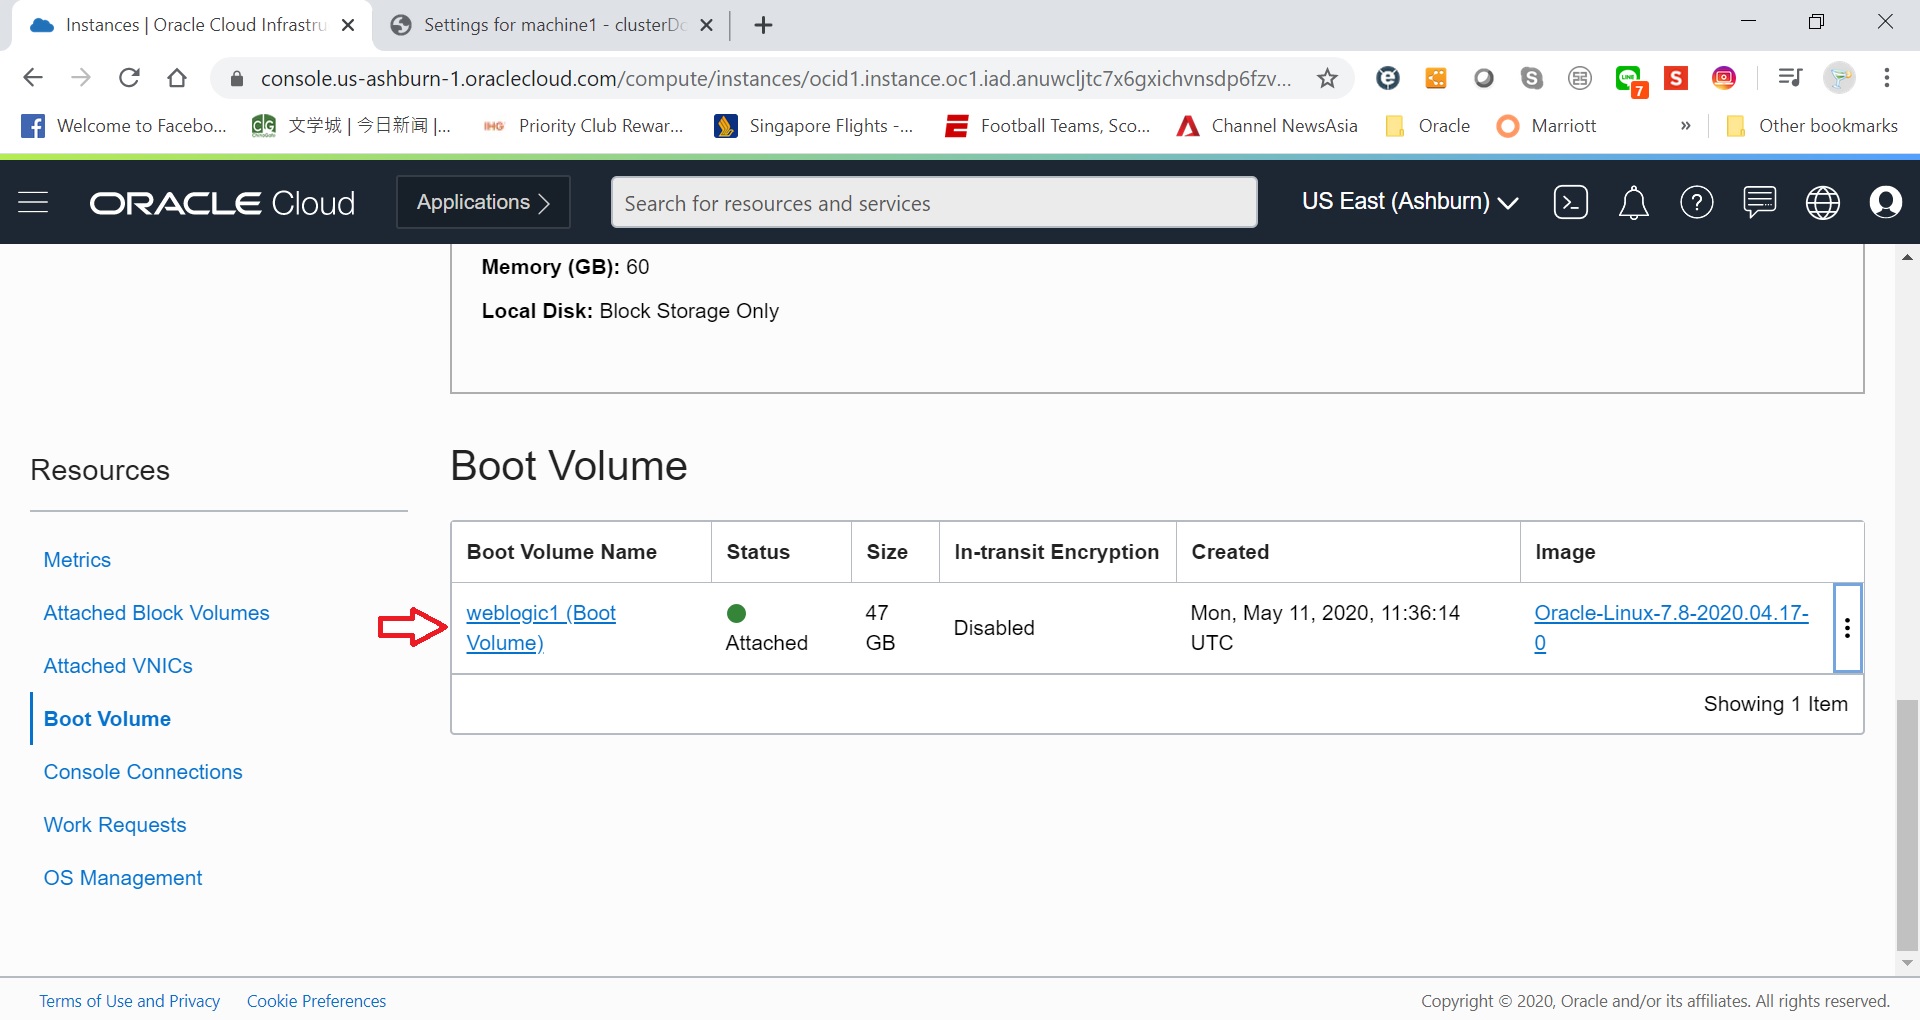 Instances | Oracle Cloud Infrastru
Settings for machine1 - clusterDo
console.us-ashburn-1.oraclecloud.com/compute/instances/ocid1.instance.oc1.iad.anuwcljtc7x6gxichvnsdp6fzv...
LINE
7
S
S
Welcome to Facebo...
CG
文学城 | 今日新闻 |...
IHG
Priority Club Rewar...
Singapore Flights -...
Football Teams, Sco...
Channel NewsAsia
Oracle
Marriott
»
Other bookmarks
ORACLE Cloud
Applications
Search for resources and services
US East (Ashburn)
Memory (GB): 60
Local Disk: Block Storage Only
Resources
Metrics
Attached Block Volumes
Attached VNICs
Boot Volume
Console Connections
Work Requests
OS Management
Boot Volume
Boot Volume Name Status Size In-transit Encryption Created Image
weblogic1 (Boot
Volume)
Attached
47
GB
Disabled
Mon, May 11, 2020, 11:36:14
UTC
Oracle-Linux-7.8-2020.04.17-
0
Showing 1 Item
Terms of Use and Privacy Cookie Preferences
Copyright © 2020, Oracle and/or its affiliates. All rights reserved.